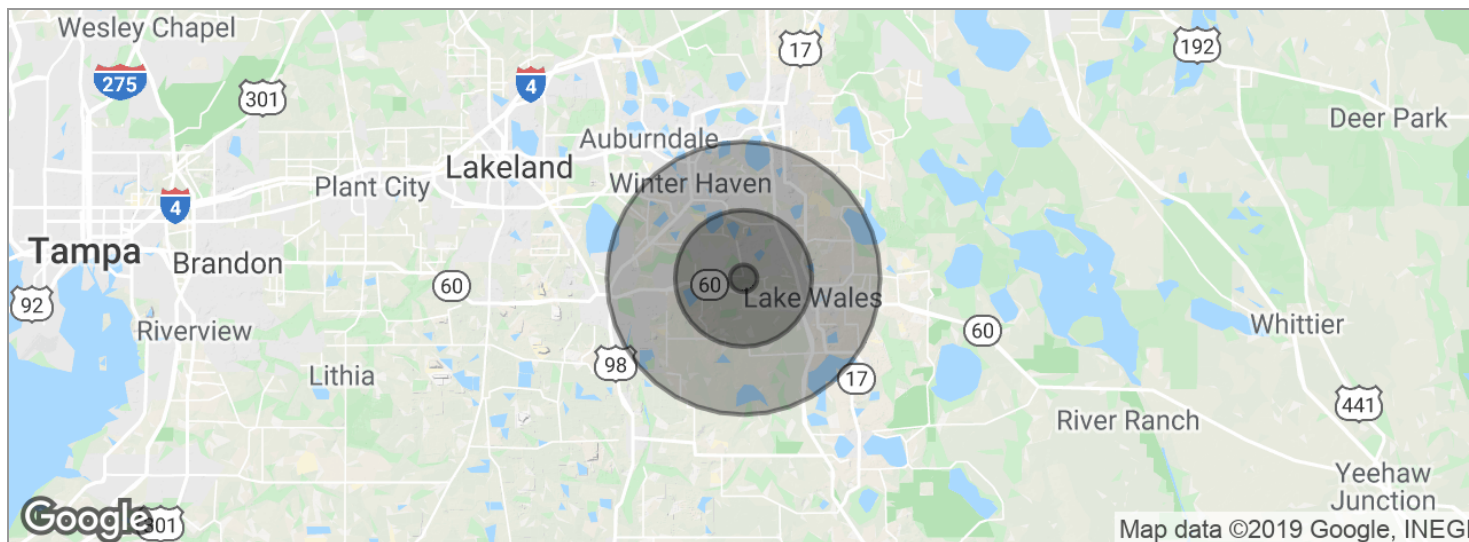 Wesley Chapel
17
192
275
301
4
Deer Park
Auburndale
Lakeland
Plant City
Winter Haven
4
Tampa
Brandon
60
60
Lake Wales
92
Riverview
60
Whittier
98
Lithia
17
441
River Ranch
Yeehaw
Junction
Google
301
Map data ©2019 Google, INEGI